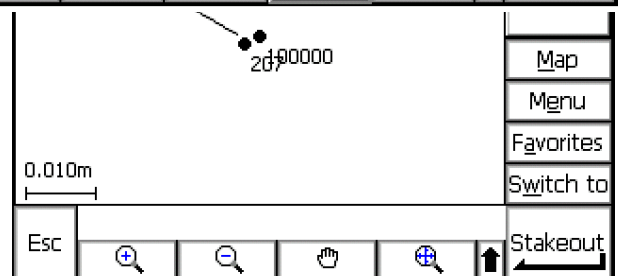 207
100000
Map
Menu
Favorites
0.010m
Switch to
Esc
Stakeout